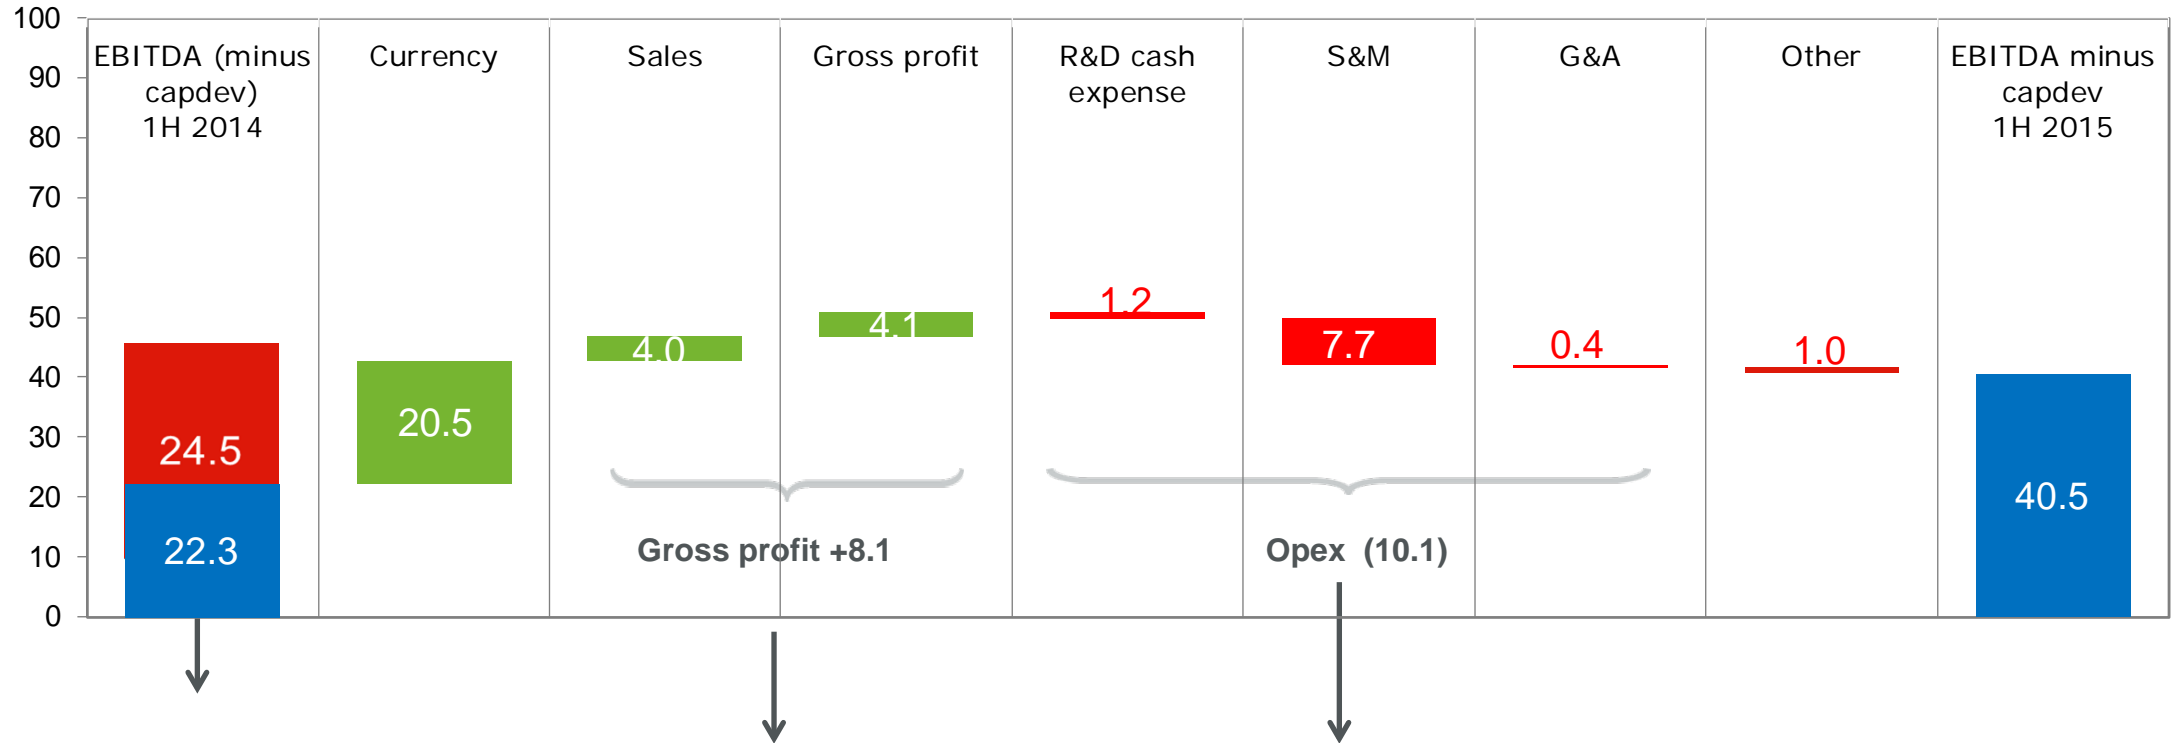 100
90
80
70
60
50
40
30
20
10
0
EBITDA (minus
capdev)
1H 2014
Currency
Sales
Gross profit
R&D cash
expense
S&M
G&A
Other
EBITDA minus
capdev
1H 2015
24.5
22.3
20.5
4.0
4.1
1.2
7.7
0.4
1.0
40.5
Gross profit +8.1
Opex (10.1)